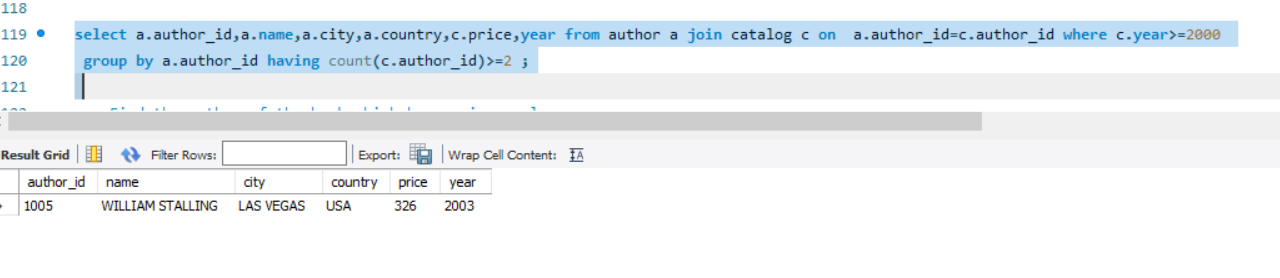 118
119 select a.author_id,a.name,a.city,a.country,c.price,year from author a join catalog c on  a.author_id=c.author_id where c.year>=2000
120 group by a.author_id having count(c.author_id)>=2 ;
121
Result Grid Filter Rows: Export: Wrap Cell Content:
author_id name city country price year
1005 WILLIAM STALLING LAS VEGAS USA 326 2003